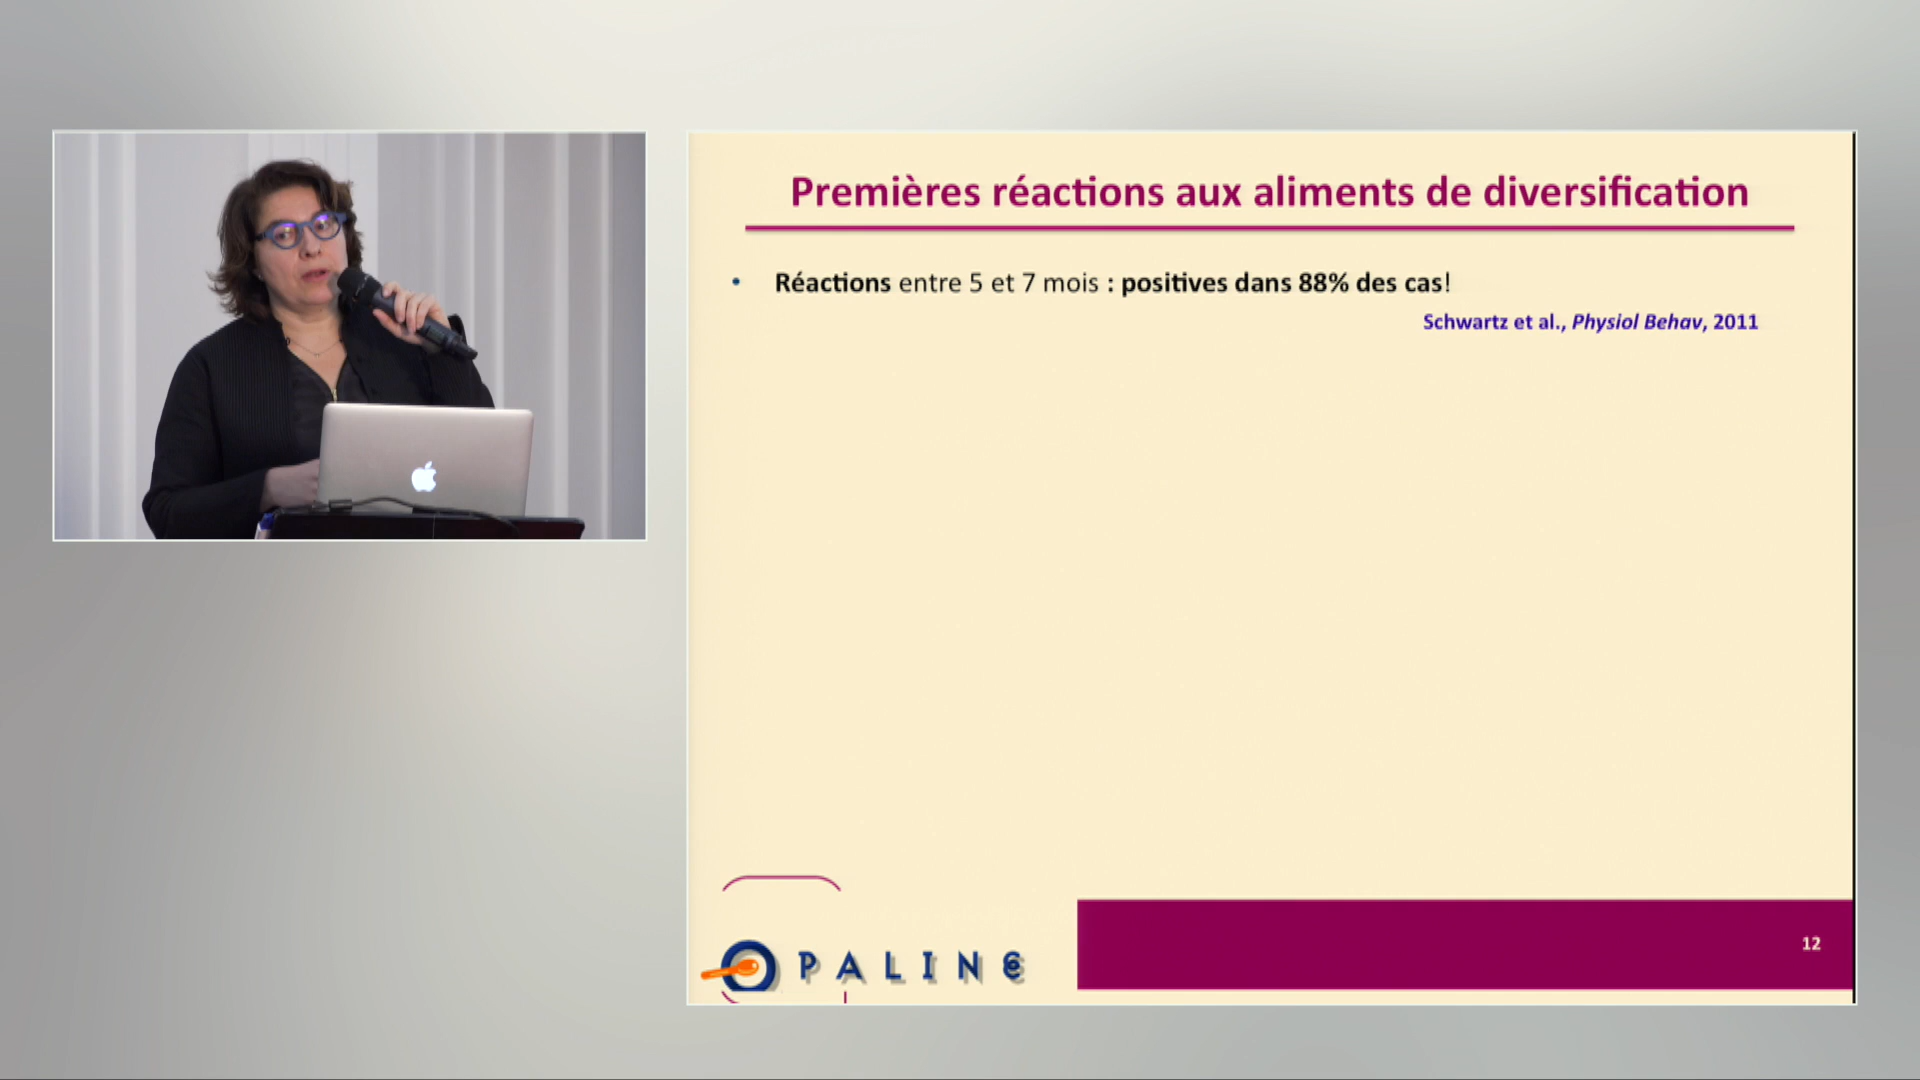 Premières réactions aux aliments de diversification
• Réactions entre 5 et 7 mois : positives dans 88% des cas!
Schwartz et al., Physiol Behav, 2011
OPALINE
12